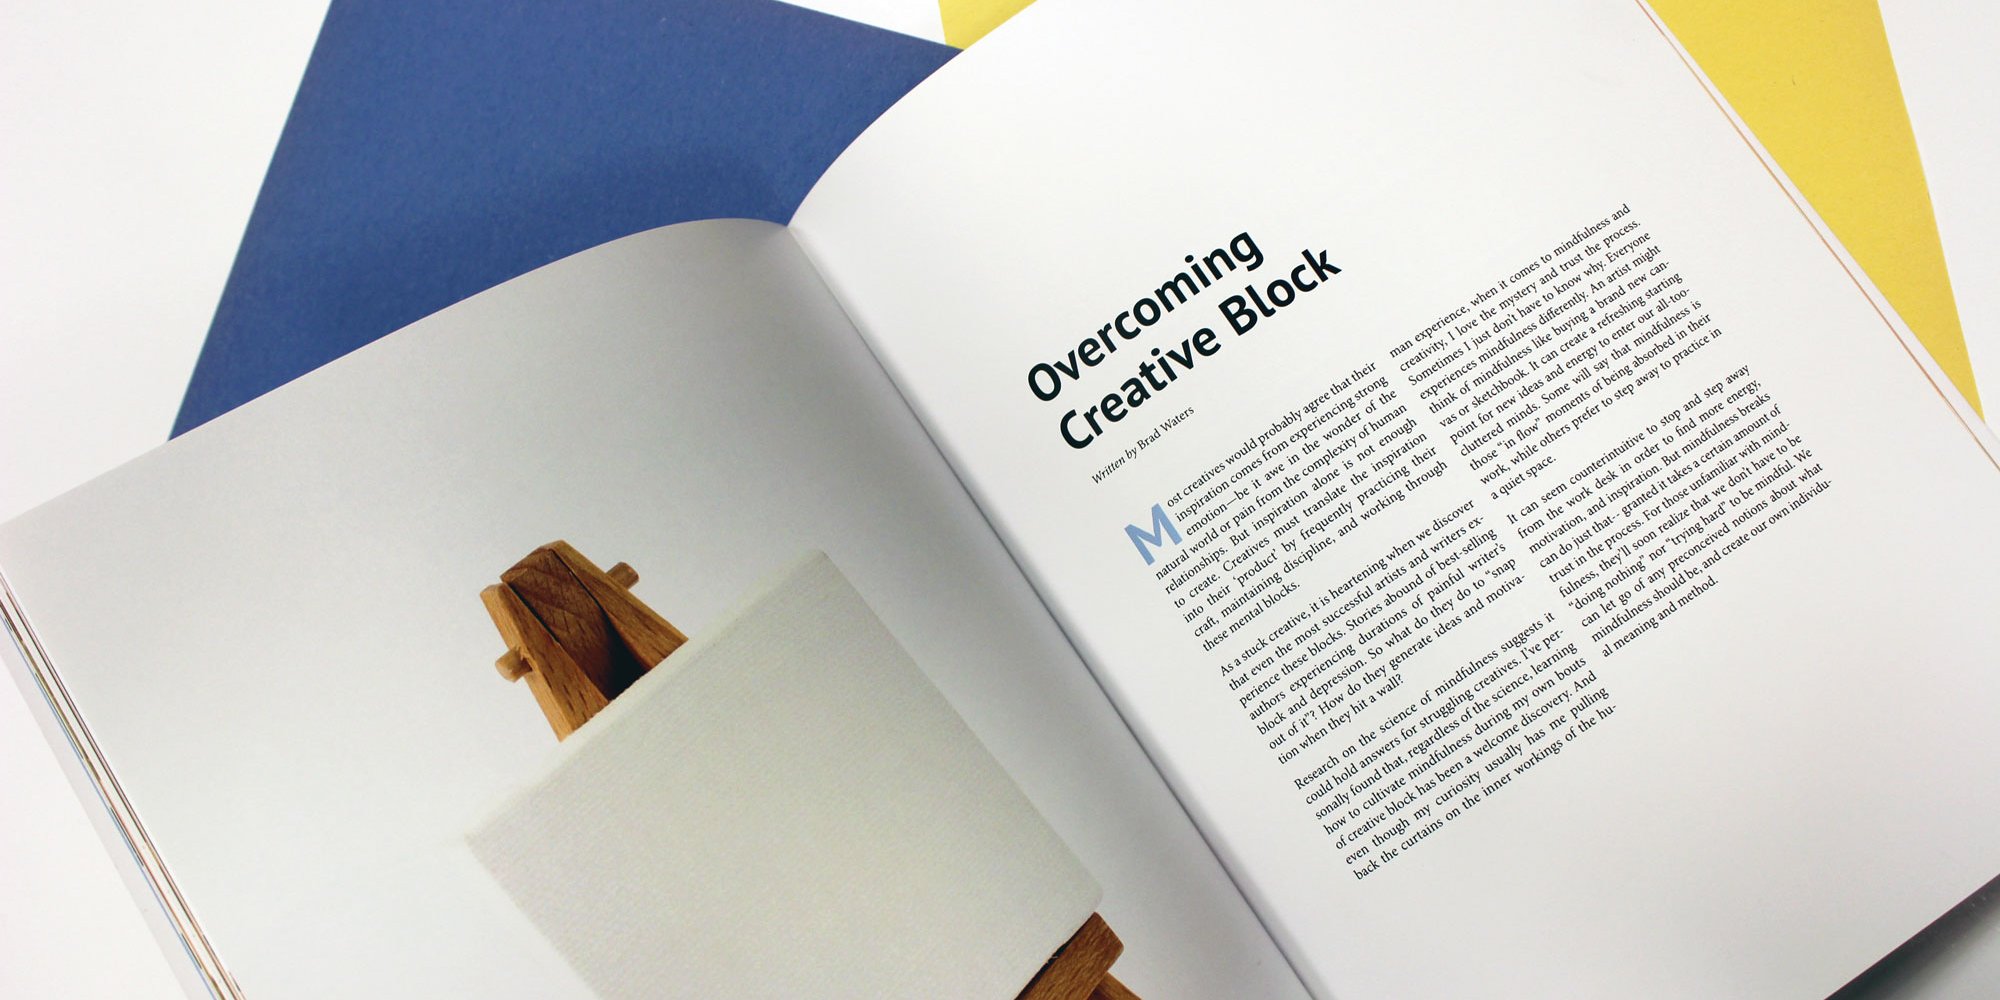 Overcoming
Creative Block
Written by Brad Waters
Most creatives would probably agree that their
inspiration comes from experiencing strong
emotion—be it awe in the wonder of the
natural world or pain from the complexity of human
relationships. But inspiration alone is not enough
to create. Creatives must translate the inspiration
into their ‘product’ by frequently practicing their
craft, maintaining discipline, and working through
these mental blocks.
As a stuck creative, it is heartening when we discover
that even the most successful artists and writers ex-
perience these blocks. Stories abound of best-selling
authors experiencing durations of painful writer’s
block and depression. So what do they do to “snap
out of it”? How do they generate ideas and motiva-
tion when they hit a wall?
Research on the science of mindfulness suggests it
could hold answers for struggling creatives. I’ve per-
sonally found that, regardless of the science, learning
how to cultivate mindfulness during my own bouts
of creative block has been a welcome discovery. And
even though my curiosity usually has me pulling
back the curtains on the inner workings of the hu-
man experience, when it comes to mindfulness and
creativity, I love the mystery and trust the process.
Sometimes I just don’t have to know why. Everyone
experiences mindfulness differently. An artist might
think of mindfulness like buying a brand new can-
vas or sketchbook. It can create a refreshing starting
point for new ideas and energy to enter our all-too-
cluttered minds. Some will say that mindfulness is
those “in flow” moments of being absorbed in their
work, while others prefer to step away to practice in
a quiet space.
It can seem counterintuitive to stop and step away
from the work desk in order to find more energy,
motivation, and inspiration. But mindfulness breaks
can do just that-- granted it takes a certain amount of
trust in the process. For those unfamiliar with mind-
fulness, they’ll soon realize that we don’t have to be
“doing nothing” nor “trying hard” to be mindful. We
can let go of any preconceived notions about what
mindfulness should be, and create our own individu-
al meaning and method.